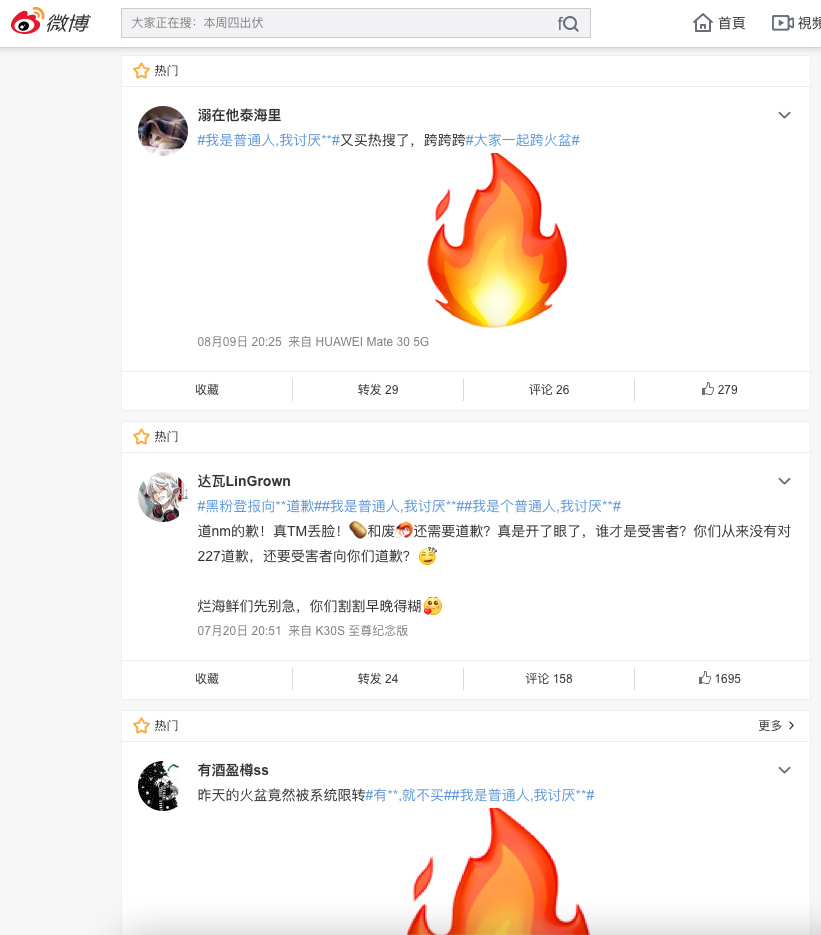 微博
大家正在搜：本周四出伏
首頁
视頻
热门
溺在他泰海里
#我是普通人,我讨厌**#又买热搜了，跨跨跨#大家一起跨火盆#
08月09日 20:25 来自 HUAWEI Mate 30 5G
收藏
转发 29
评论 26
279
热门
达瓦LinGrown
#黑粉登报向**道歉##我是普通人,我讨厌**##我是个普通人,我讨厌**#
道nm的歉！真TM丢脸！和废还需要道歉？真是开了眼了，谁才是受害者？你们从来没有对
227道歉，还要受害者向你们道歉？
烂海鲜们先别急，你们割割早晚得糊
07月20日 20:51 来自 K30S 至尊纪念版
收藏
转发 24
评论 158
1695
热门
更多
有酒盈樽ss
昨天的火盆竟然被系统限转#有**,就不买##我是普通人,我讨厌**#